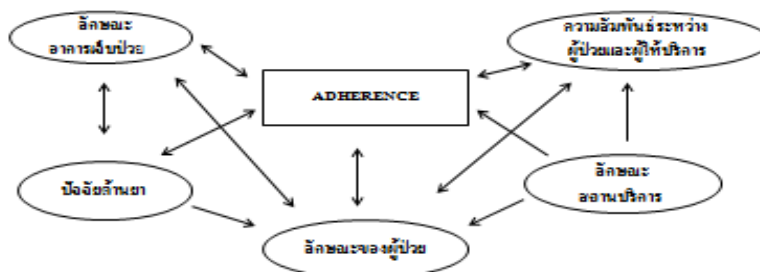 ลักษณะ
อาการเจ็บป่วย
ความสัมพันธ์ระหว่าง
ผู้ป่วยและผู้ให้บริการ
ADHERENCE
ปัจจัยด้านยา
ลักษณะ
สถานบริการ
ลักษณะของผู้ป่วย